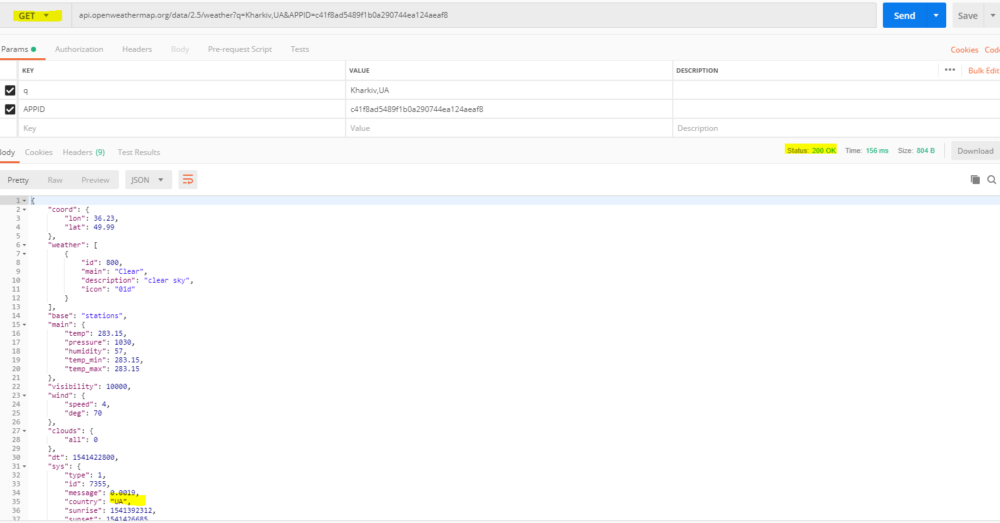 GET api.openweathermap.org/data/2.5/weather?q=Kharkiv,UA&APPID=c41f8ad5489f1b0a290744ea124aeaf8 Send Save
Params Authorization Headers Body Pre-request Script Tests Cookies Code
KEY VALUE DESCRIPTION ••• Bulk Edit
q Kharkiv,UA
APPID c41f8ad5489f1b0a290744ea124aeaf8
Key Value Description
Body Cookies Headers (9) Test Results Status: 200 OK Time: 156 ms Size: 804 B Download
Pretty Raw Preview JSON
1 {
2 "coord": {
3 "lon": 36.23,
4 "lat": 49.99
5 },
6 "weather": [
7 {
8 "id": 800,
9 "main": "Clear",
10 "description": "clear sky",
11 "icon": "01d"
12 }
13 ],
14 "base": "stations",
15 "main": {
16 "temp": 283.15,
17 "pressure": 1030,
18 "humidity": 57,
19 "temp_min": 283.15,
20 "temp_max": 283.15
21 },
22 "visibility": 10000,
23 "wind": {
24 "speed": 4,
25 "deg": 70
26 },
27 "clouds": {
28 "all": 0
29 },
30 "dt": 1541422800,
31 "sys": {
32 "type": 1,
33 "id": 7355,
34 "message": 0.0019,
35 "country": "UA",
36 "sunrise": 1541392312,
37 "sunset": 1541426685